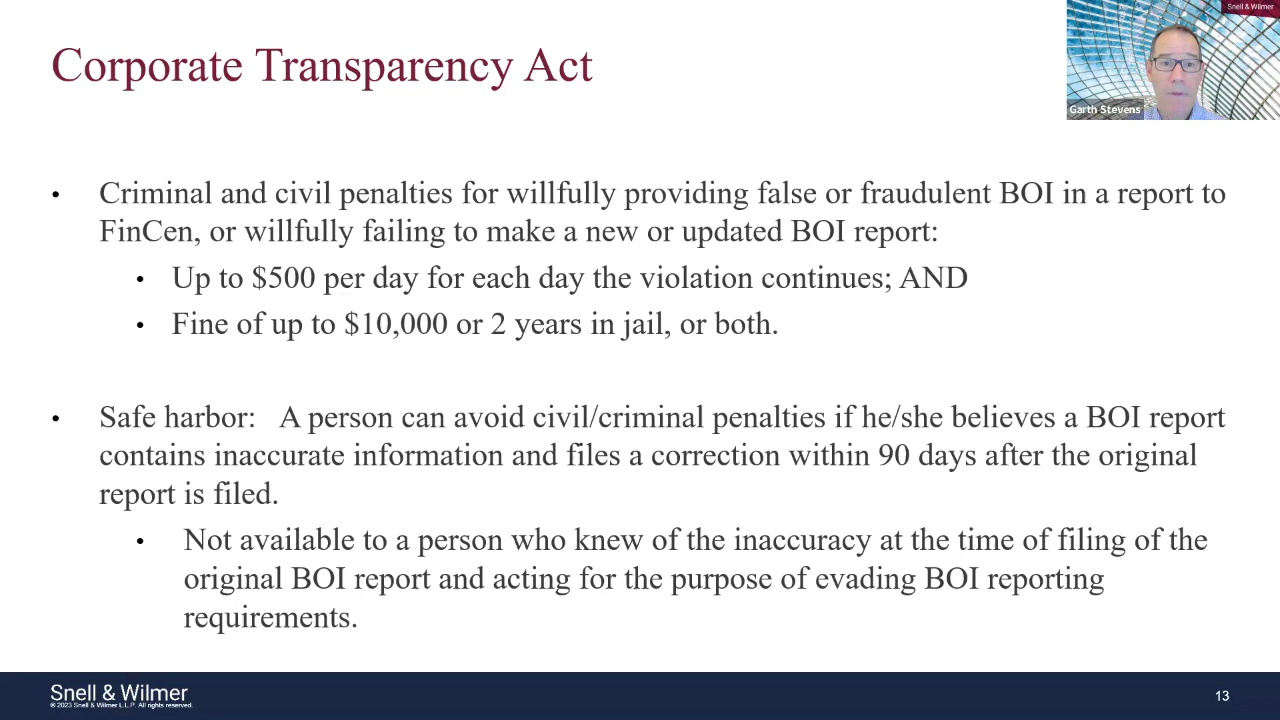 Snell & Wilmer
Corporate Transparency Act
Garth Stevens
• Criminal and civil penalties for willfully providing false or fraudulent BOI in a report to
FinCen, or willfully failing to make a new or updated BOI report:
• Up to $500 per day for each day the violation continues; AND
• Fine of up to $10,000 or 2 years in jail, or both.
• Safe harbor: A person can avoid civil/criminal penalties if he/she believes a BOI report
contains inaccurate information and files a correction within 90 days after the original
report is filed.
• Not available to a person who knew of the inaccuracy at the time of filing of the
original BOI report and acting for the purpose of evading BOI reporting
requirements.
Snell & Wilmer
© 2023 Snell & Wilmer L.L.P. All rights reserved.
13